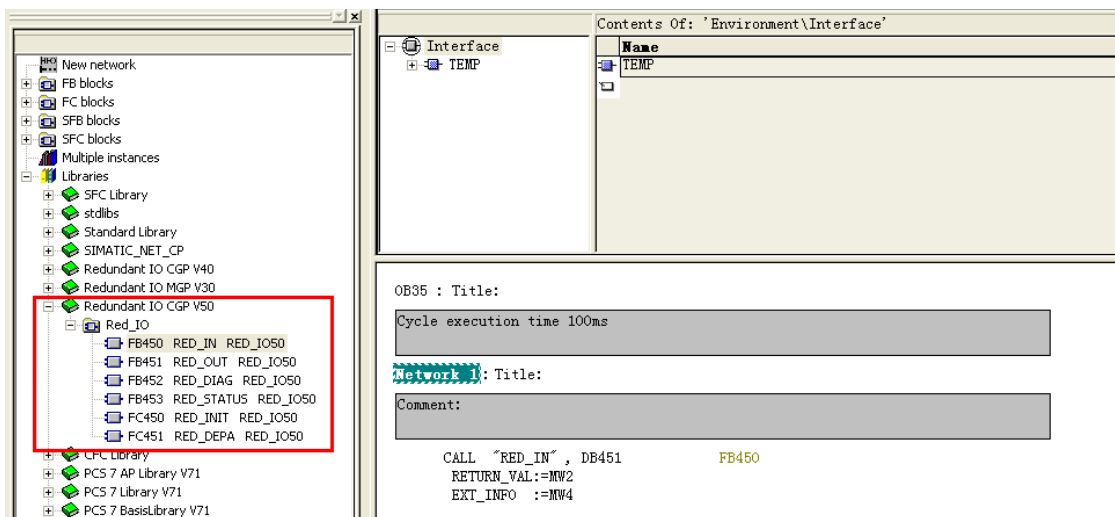 New network
FB blocks
FC blocks
SFB blocks
SFC blocks
Multiple instances
Libraries
SFC Library
stdlibs
Standard Library
SIMATIC_NET_CP
Redundant IO CGP V40
Redundant IO MGP V30
Redundant IO CGP V50
Red_IO
FB450 RED_IN RED_IO50
FB451 RED_OUT RED_IO50
FB452 RED_DIAG RED_IO50
FB453 RED_STATUS RED_IO50
FC450 RED_INIT RED_IO50
FC451 RED_DEPA RED_IO50
CFC Library
PCS 7 AP Library V71
PCS 7 Library V71
PCS 7 BasisLibrary V71
Contents Of: 'Environment\Interface'
Interface
TEMP
Name
TEMP
OB35 : Title:
Cycle execution time 100ms
Network 1: Title:
Comment:
CALL "RED_IN" , DB451 FB450
RETURN_VAL:=MW2
EXT_INFO :=MW4